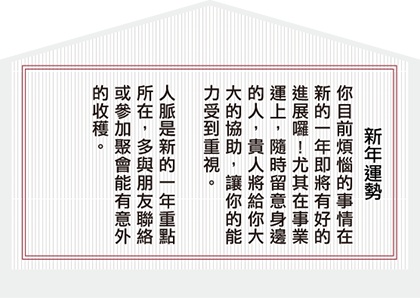 新年運勢
你目前煩惱的事情在
新的一年即將有好的
進展囉！尤其在事業
運上，隨時留意身邊
的人，貴人將給你大
大的協助，讓你的能
力受到重視。
人脈是新的一年重點
所在，多與朋友聯絡
或參加聚會能有意外
的收穫。